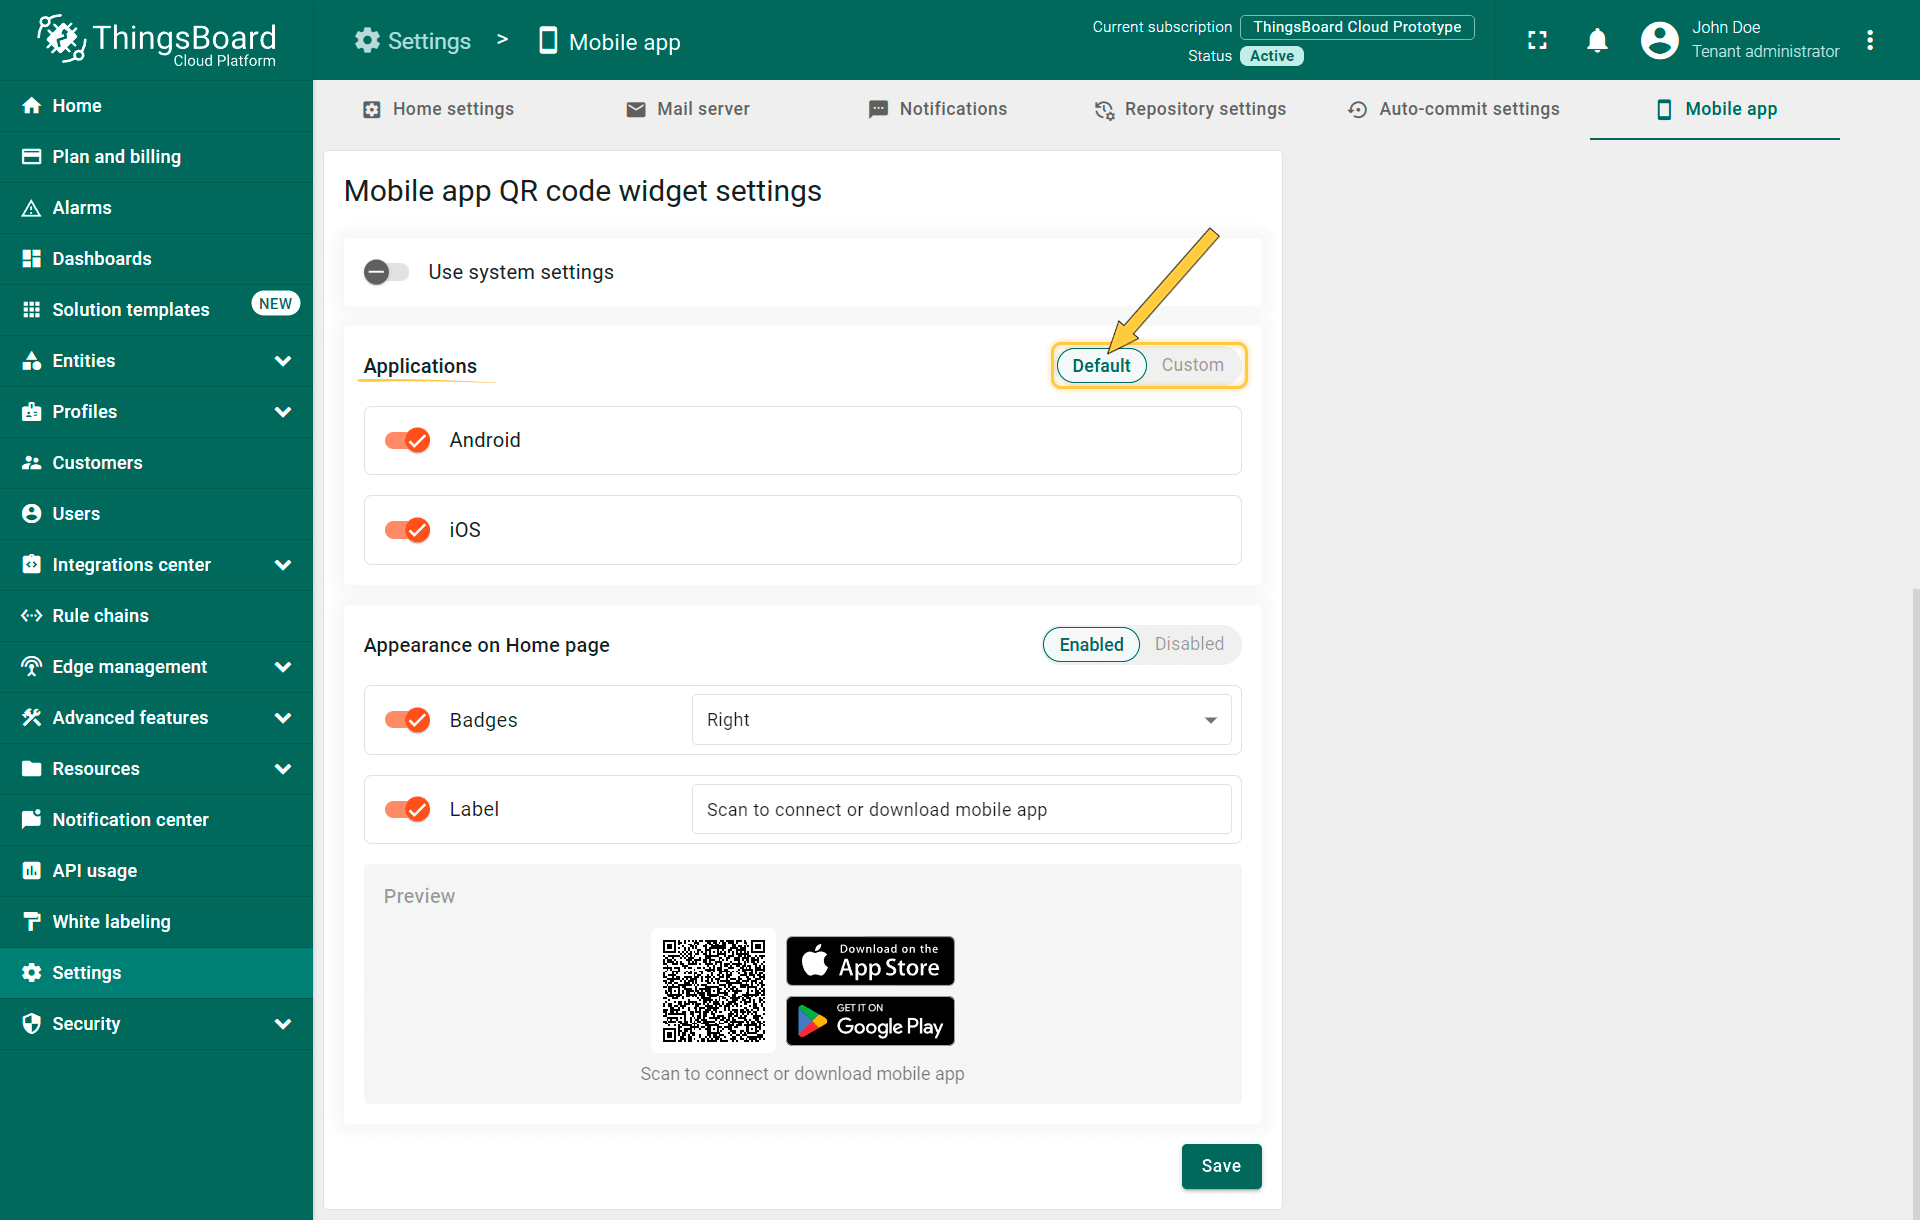 ThingsBoard
Cloud Platform
Settings > Mobile app
Current subscription ThingsBoard Cloud Prototype
Status Active
John Doe
Tenant administrator
Home
Plan and billing
Alarms
Dashboards
Solution templates NEW
Entities
Profiles
Customers
Users
Integrations center
Rule chains
Edge management
Advanced features
Resources
Notification center
API usage
White labeling
Settings
Security
Home settings
Mail server
Notifications
Repository settings
Auto-commit settings
Mobile app
Mobile app QR code widget settings
Use system settings
Applications
Default Custom
Android
iOS
Appearance on Home page
Enabled Disabled
Badges Right
Label Scan to connect or download mobile app
Preview
Download on the
App Store
GET IT ON
Google Play
Scan to connect or download mobile app
Save